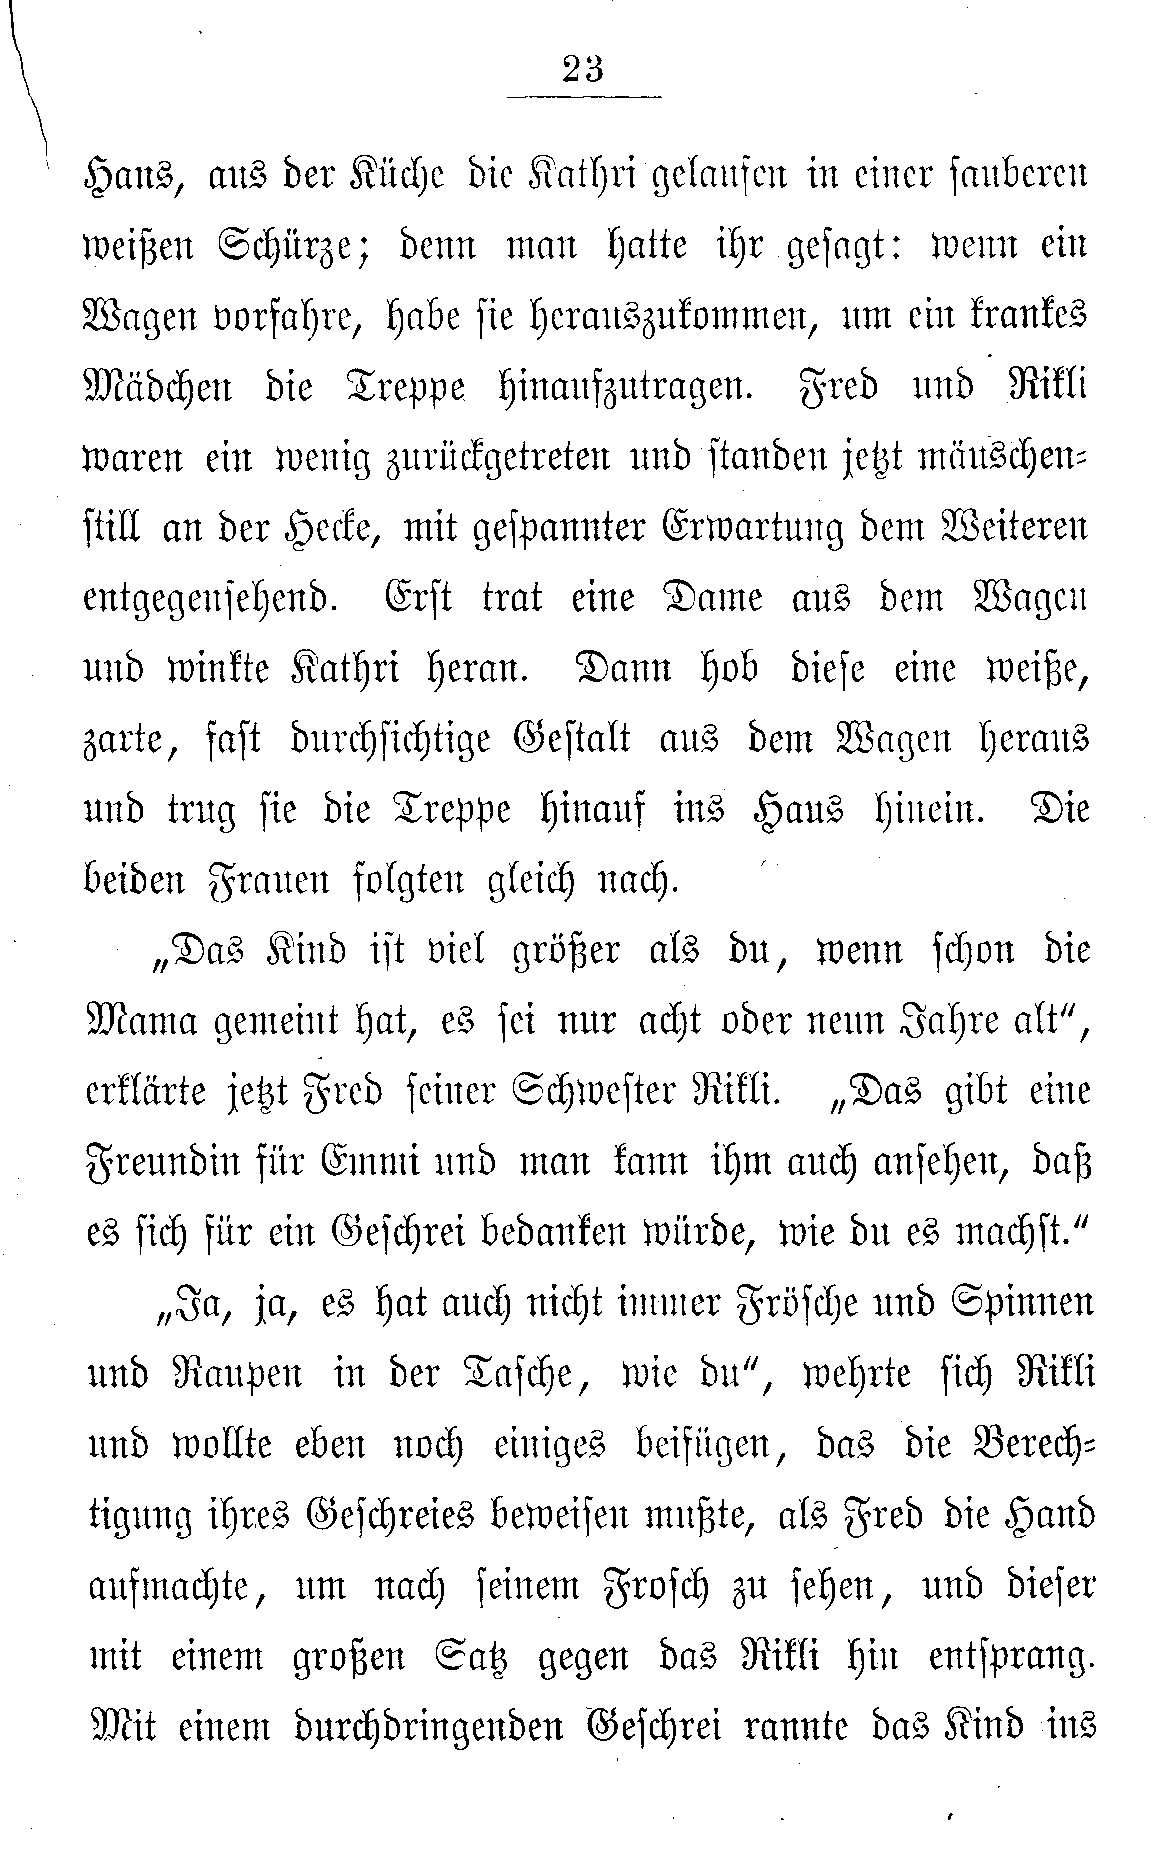 23
Haus, aus der Küche die Kathri gelaufen in einer sauberen
weißen Schürze; denn man hatte ihr gesagt: wenn ein
Wagen vorfahre, habe sie herauszukommen, um ein krankes
Mädchen die Treppe hinaufzutragen. Fred und Rikli
waren ein wenig zurückgetreten und standen jetzt mäuschen-
still an der Hecke, mit gespannter Erwartung dem Weiteren
entgegensehend. Erst trat eine Dame aus dem Wagen
und winkte Kathri heran. Dann hob diese eine weiße,
zarte, fast durchsichtige Gestalt aus dem Wagen heraus
und trug sie die Treppe hinauf ins Haus hinein. Die
beiden Frauen folgten gleich nach.
„Das Kind ist viel größer als du, wenn schon die
Mama gemeint hat, es sei nur acht oder neun Jahre alt“,
erklärte jetzt Fred seiner Schwester Rikli. „Das gibt eine
Freundin für Emmi und man kann ihm auch ansehen, daß
es sich für ein Geschrei bedanken würde, wie du es machst.“
„Ja, ja, es hat auch nicht immer Frösche und Spinnen
und Raupen in der Tasche, wie du“, wehrte sich Rikli
und wollte eben noch einiges beifügen, das die Berech-
tigung ihres Geschreies beweisen mußte, als Fred die Hand
aufmachte, um nach seinem Frosch zu sehen, und dieser
mit einem großen Satz gegen das Rikli hin entsprang.
Mit einem durchdringenden Geschrei rannte das Kind ins